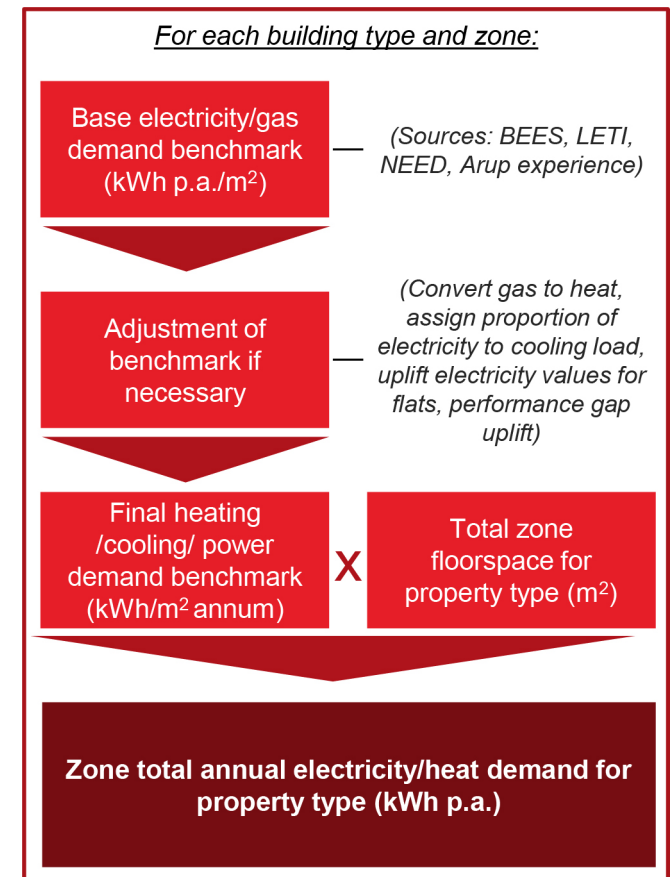 For each building type and zone:
Base electricity/gas
demand benchmark
(kWh p.a./m²)
(Sources: BEES, LETI,
NEED, Arup experience)
Adjustment of
benchmark if
necessary
(Convert gas to heat,
assign proportion of
electricity to cooling load,
uplift electricity values for
flats, performance gap
uplift)
Final heating
/cooling/ power
demand benchmark
(kWh/m² annum)
X
Total zone
floorspace for
property type (m²)
Zone total annual electricity/heat demand for
property type (kWh p.a.)